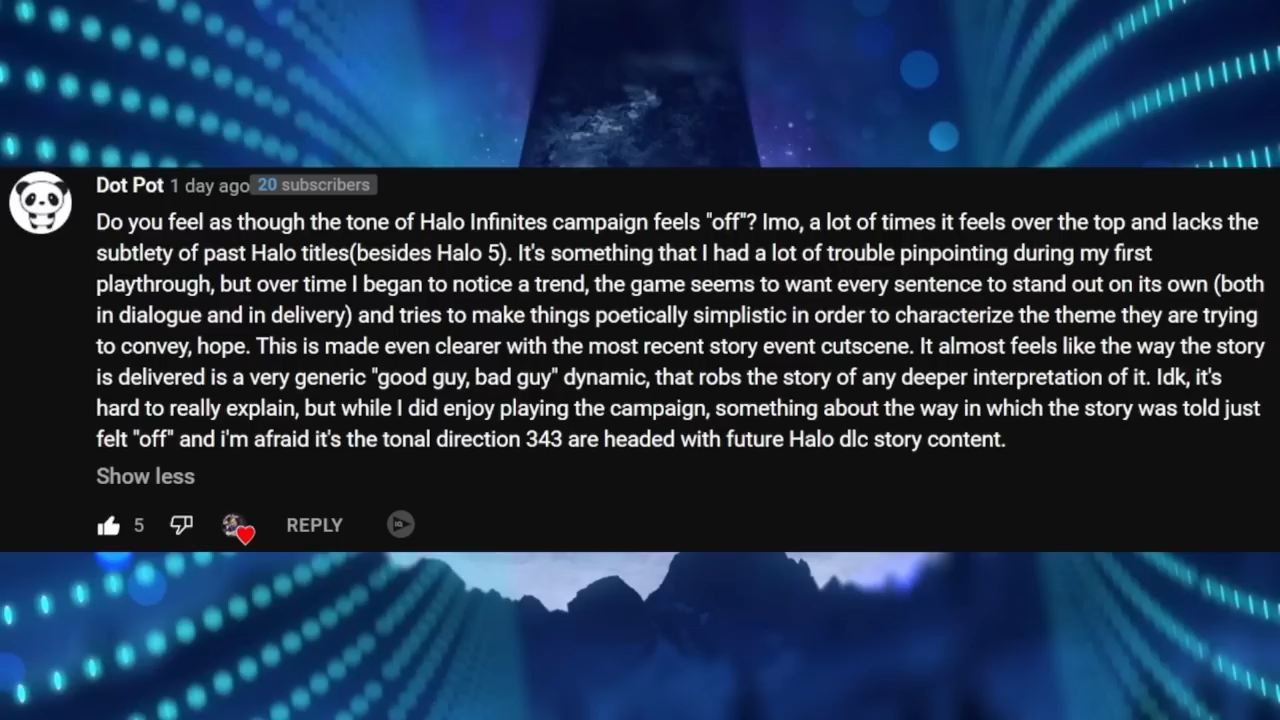 Dot Pot 1 day ago 20 subscribers
Do you feel as though the tone of Halo Infinites campaign feels "off"? Imo, a lot of times it feels over the top and lacks the
subtlety of past Halo titles(besides Halo 5). It's something that I had a lot of trouble pinpointing during my first
playthrough, but over time I began to notice a trend, the game seems to want every sentence to stand out on its own (both
in dialogue and in delivery) and tries to make things poetically simplistic in order to characterize the theme they are trying
to convey, hope. This is made even clearer with the most recent story event cutscene. It almost feels like the way the story
is delivered is a very generic "good guy, bad guy" dynamic, that robs the story of any deeper interpretation of it. Idk, it's
hard to really explain, but while I did enjoy playing the campaign, something about the way in which the story was told just
felt "off" and i'm afraid it's the tonal direction 343 are headed with future Halo dlc story content.
Show less
5 REPLY